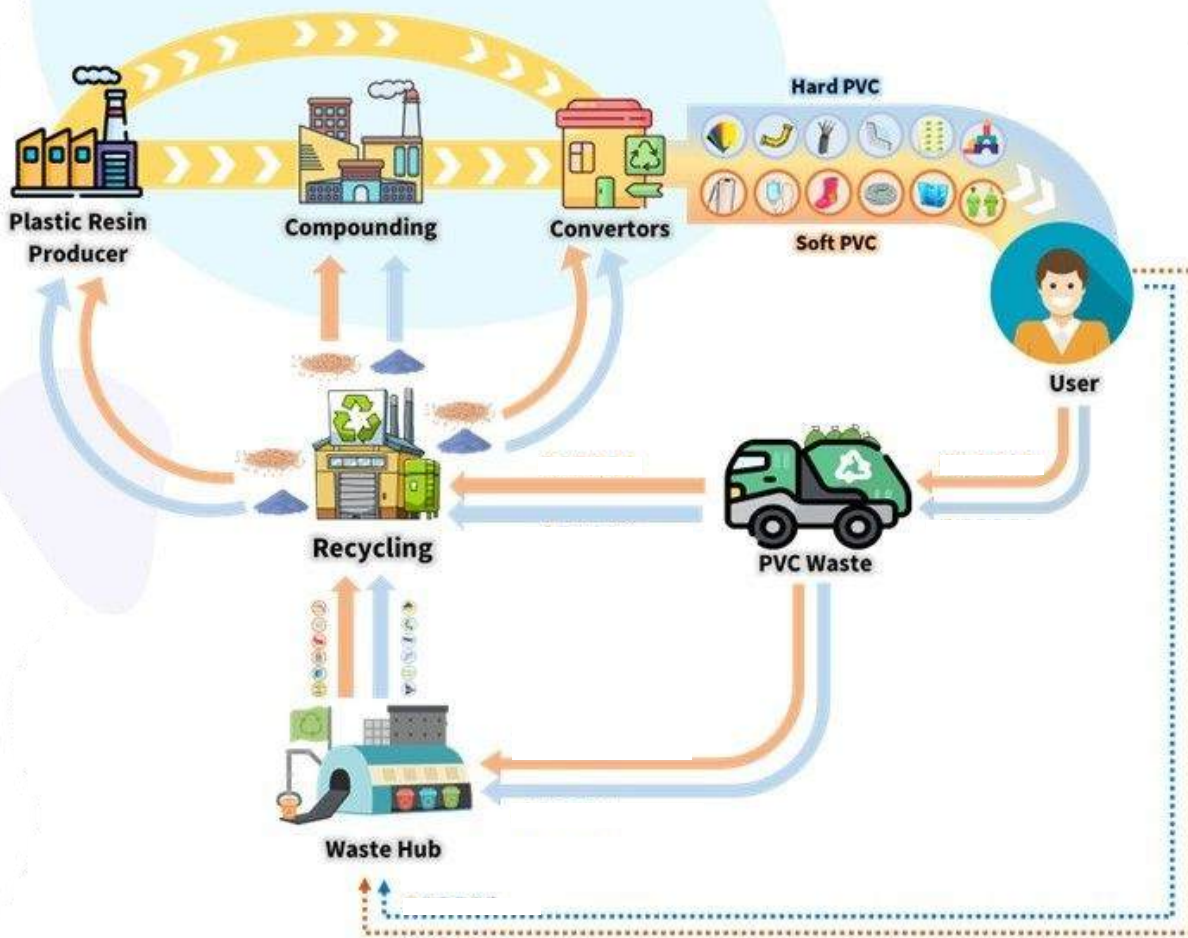 Hard PVC
Plastic Resin
Producer
Compounding
Convertors
Soft PVC
User
Recycling
PVC Waste
Waste Hub